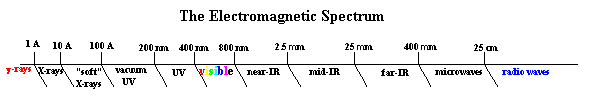 The Electromagnetic Spectrum
1 A 10 A 100 A 200 nm 400 nm 800 nm 2.5 mm 25 mm 400 mm 25 cm
γ-rays X-rays "soft" X-rays vacuum UV UV visible near-IR mid-IR far-IR microwaves radio waves